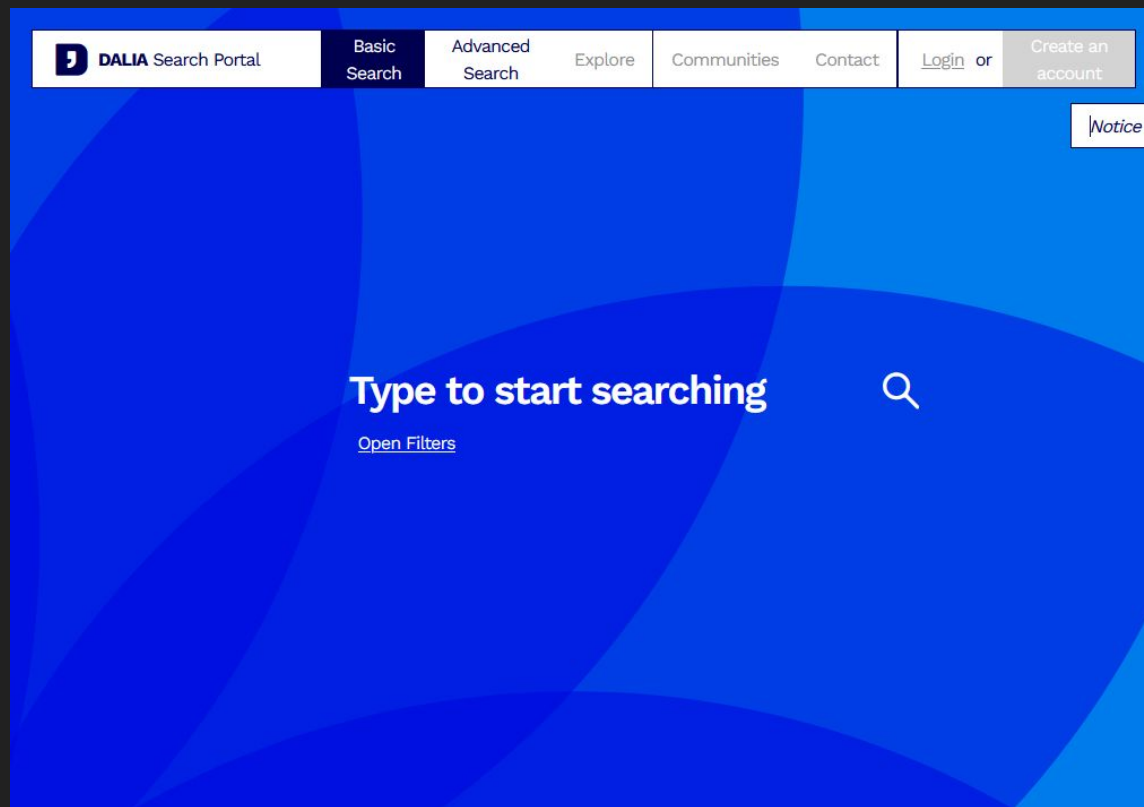 DALIA Search Portal
Basic Search
Advanced Search
Explore
Communities
Contact
Login or
Create an account
Notice
Type to start searching
Open Filters